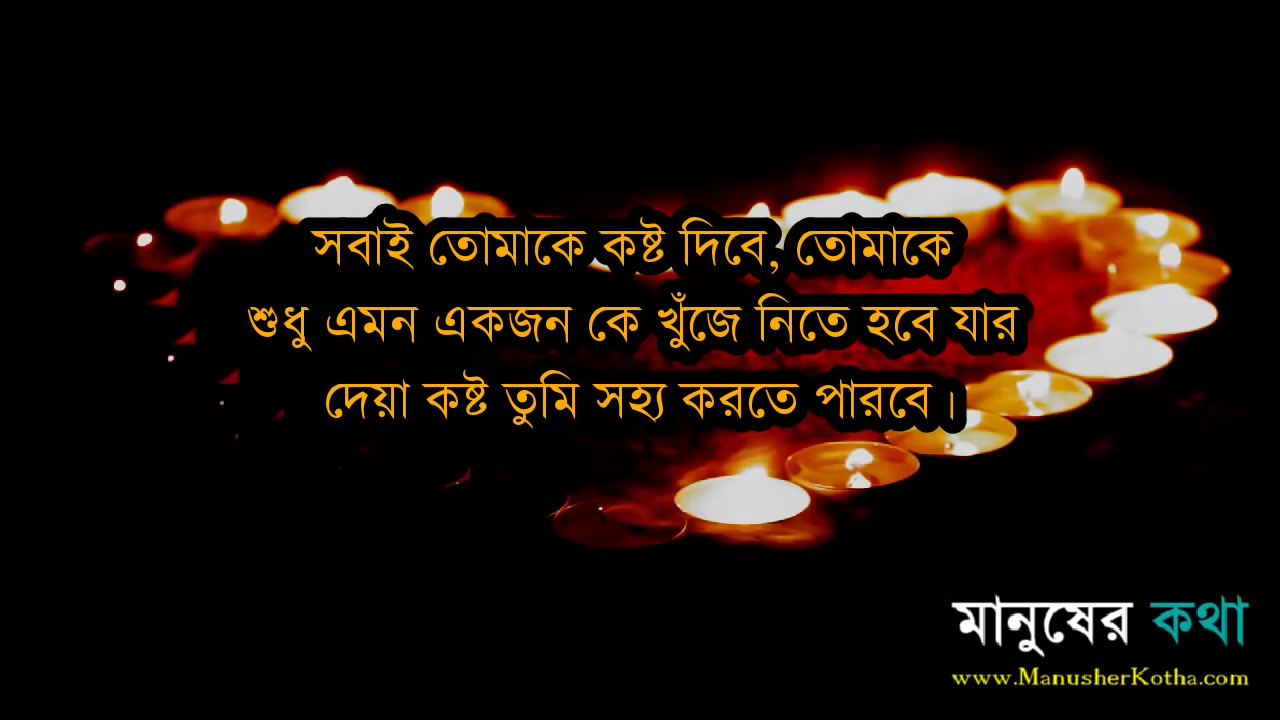 সবাই তোমাকে কষ্ট দিবে, তোমাকে
শুধু এমন একজন কে খুঁজে নিতে হবে যার
দেয়া কষ্ট তুমি সহ্য করতে পারবে।
মানুষের কথা
www.ManusherKotha.com